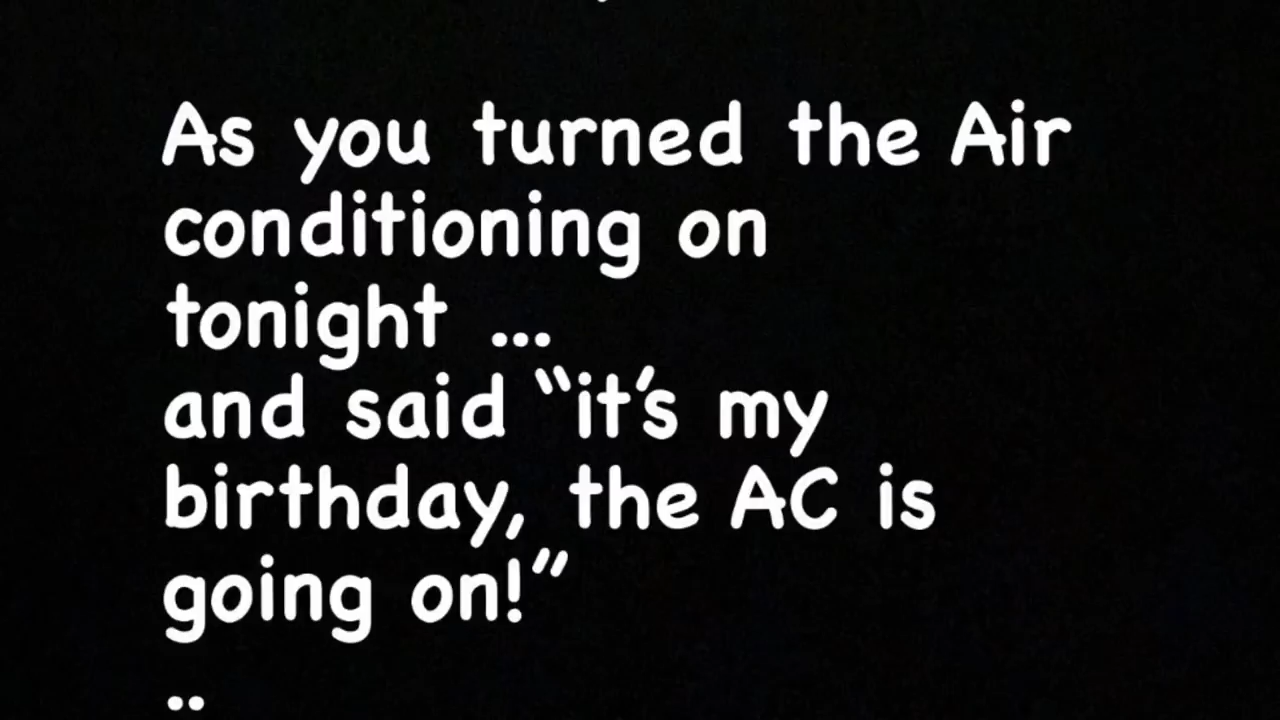 As you turned the Air
conditioning on
tonight ...
and said “it’s my
birthday, the AC is
going on!”
..